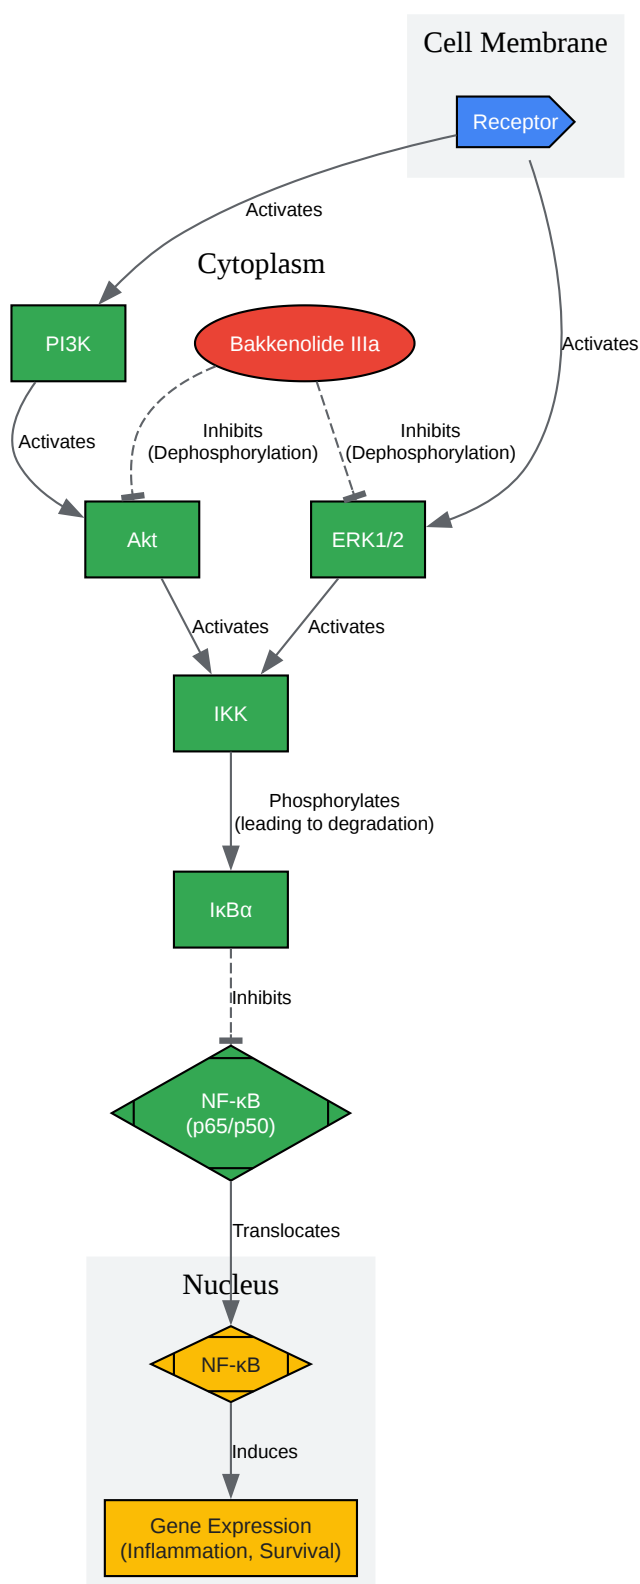 Cell Membrane
Receptor
Activates
Cytoplasm
PI3K
Bakkenolide IIIa
Activates
Activates
Inhibits
(Dephosphorylation)
Inhibits
(Dephosphorylation)
Akt
ERK1/2
Activates
Activates
IKK
Phosphorylates
(leading to degradation)
IκBα
Inhibits
NF-κB
(p65/p50)
Translocates
Nucleus
NF-κB
Induces
Gene Expression
(Inflammation, Survival)